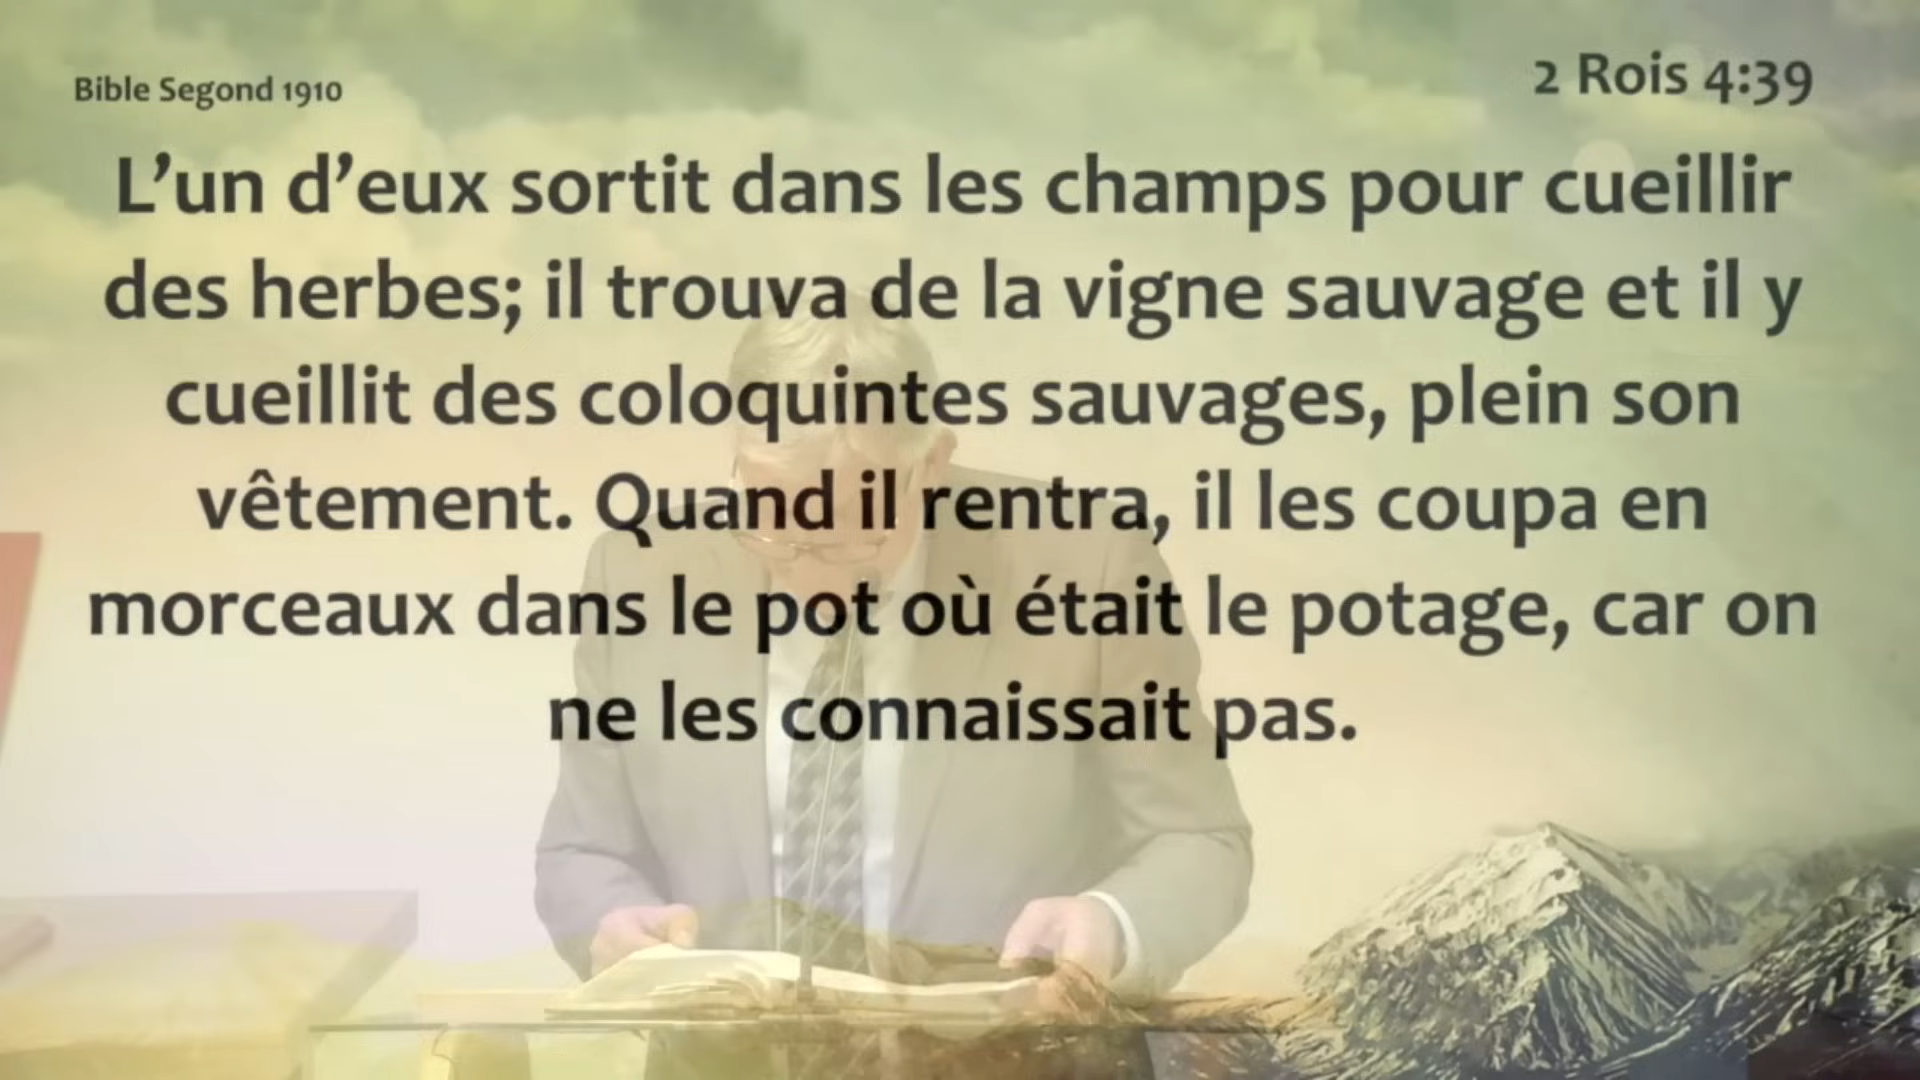 Bible Segond 1910
2 Rois 4:39
L’un d’eux sortit dans les champs pour cueillir
des herbes; il trouva de la vigne sauvage et il y
cueillit des coloquintes sauvages, plein son
vêtement. Quand il rentra, il les coupa en
morceaux dans le pot où était le potage, car on
ne les connaissait pas.